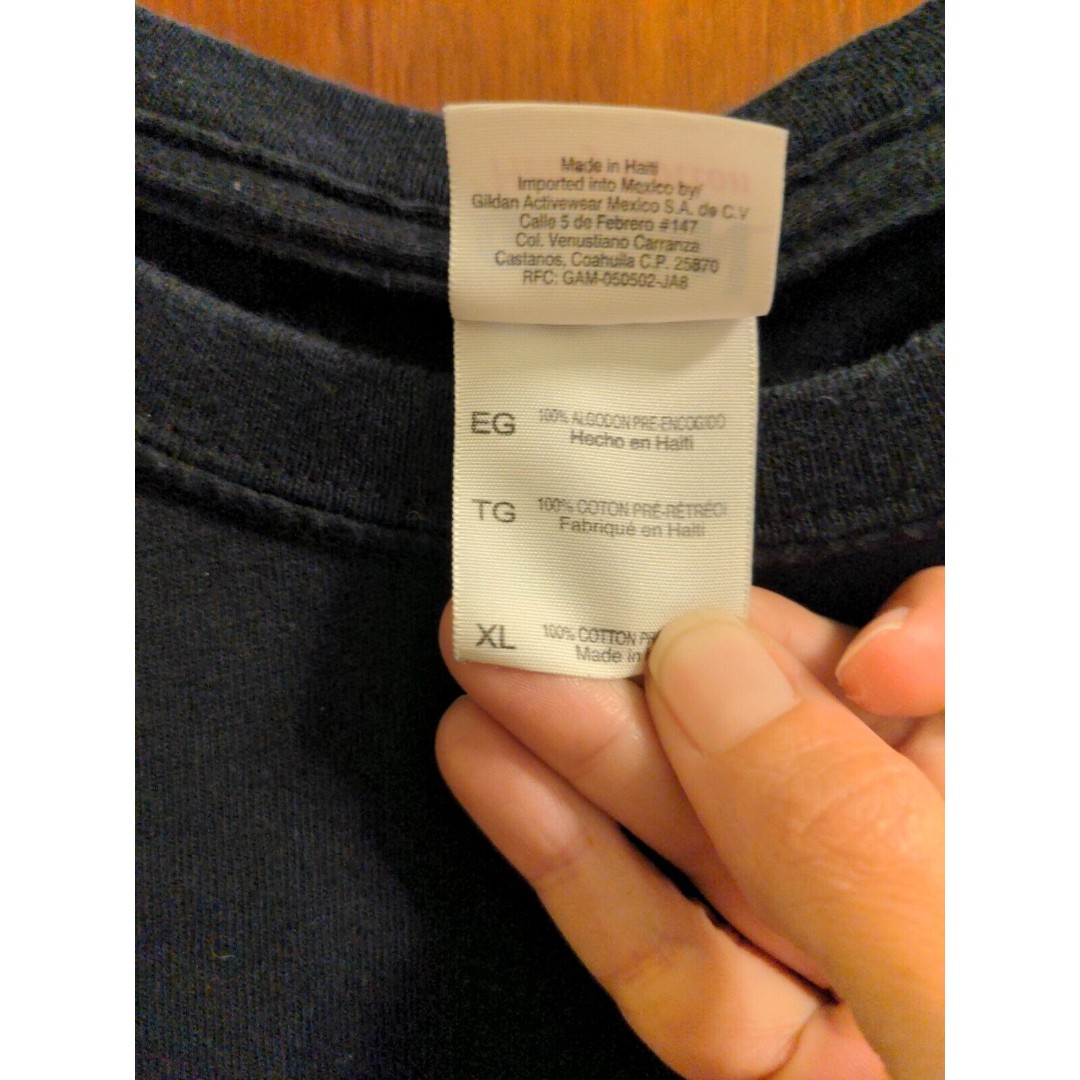 Made in Haiti
Imported into Mexico by/
Gildan Activewear Mexico S.A. de C.V
Calle 5 de Febrero #147
Col. Venustiano Carranza
Castanos, Coahuila C.P. 25870
RFC: GAM-050502-JA8
EG 100% ALGODON PRE-ENCOGIDO
Hecho en Haiti
TG 100% COTON PRÉ-RÉTRÉCI
Fabriqué en Haiti
XL 100% COTTON
Made in